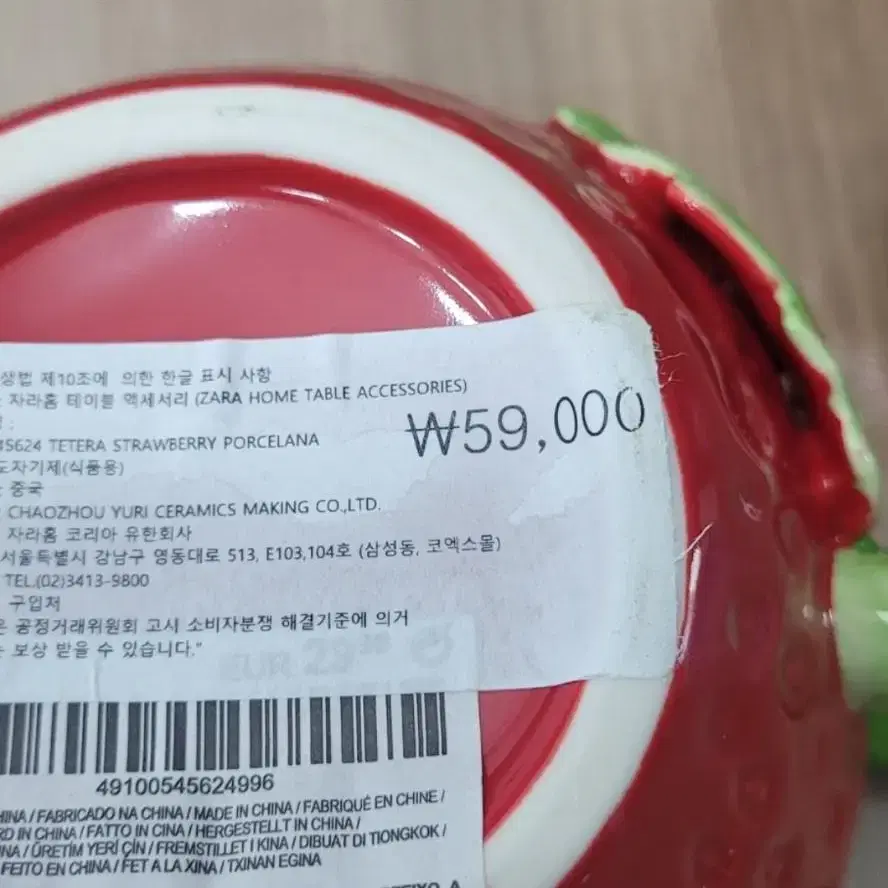 생법 제10조에 의한 한글 표시 사항
: 자라홈 테이블 액세서리 (ZARA HOME TABLE ACCESSORIES)
₩59,000
45624 TETERA STRAWBERRY PORCELANA
도자기제(식품용)
: 중국
CHAOZHOU YURI CERAMICS MAKING CO.,LTD.
자라홈 코리아 유한회사
서울특별시 강남구 영동대로 513, E103,104호 (삼성동, 코엑스몰)
TEL.(02)3413-9800
구입처
은 공정거래위원회 고시 소비자분쟁 해결기준에 의거
는 보상 받을 수 있습니다."
EUR 29
49100545624996
HINA / FABRICADO NA CHINA / MADE IN CHINA / FABRIQUÉ EN CHINE /
RD IN CHINA / FATTO IN CINA / HERGESTELLT IN CHINA /
INA / ÜRETİM YERİ ÇİN / FREMSTILLET I KINA / DIBUAT DI TIONGKOK /
FEITO EN CHINA / FET A LA XINA / TXINAN EGINA